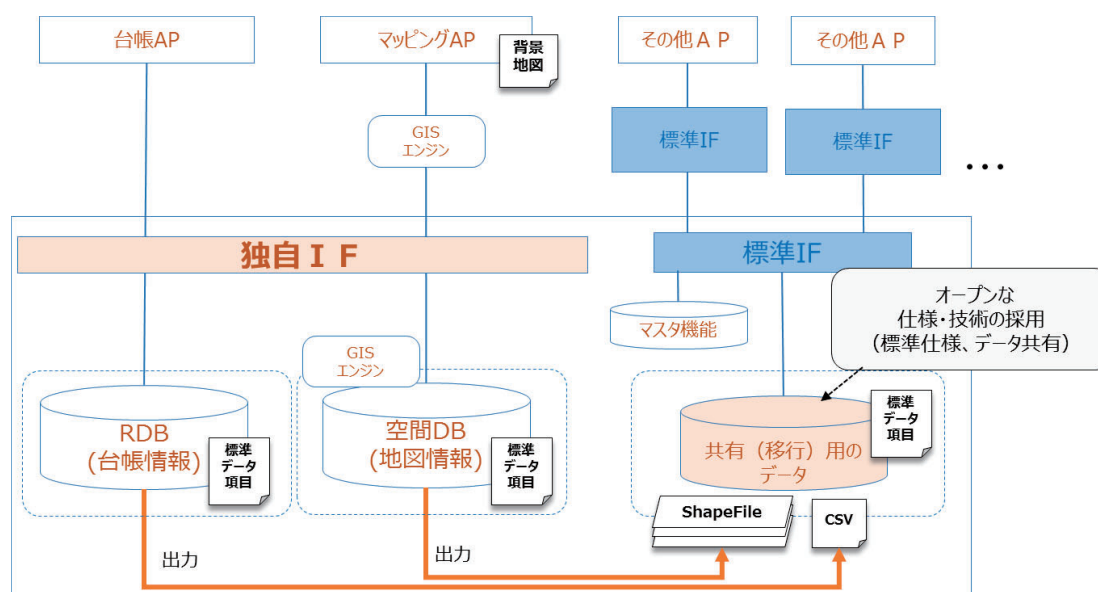 台帳AP
マッピングAP
背景
地図
その他ＡＰ
その他ＡＰ
GIS
エンジン
標準IF
標準IF
・・・
独自ＩＦ
標準IF
マスタ機能
オープンな
仕様・技術の採用
（標準仕様、データ共有）
GIS
エンジン
RDB
(台帳情報)
標準
データ
項目
空間DB
(地図情報)
標準
データ
項目
共有（移行）用の
データ
標準
データ
項目
ShapeFile
CSV
出力
出力